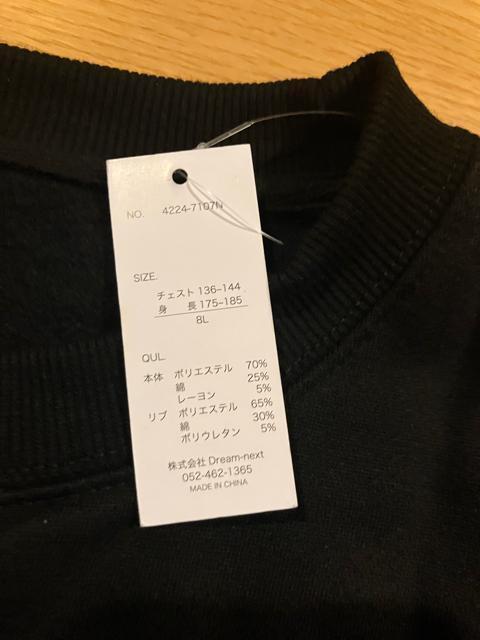 NO. 4224-7107N
SIZE.
チェスト 136-144
身 長 175-185
8L
QUL.
本体 ポリエステル 70%
綿 25%
レーヨン 5%
リブ ポリエステル 65%
綿 30%
ポリウレタン 5%
株式会社 Dream-next
052-462-1365
MADE IN CHINA